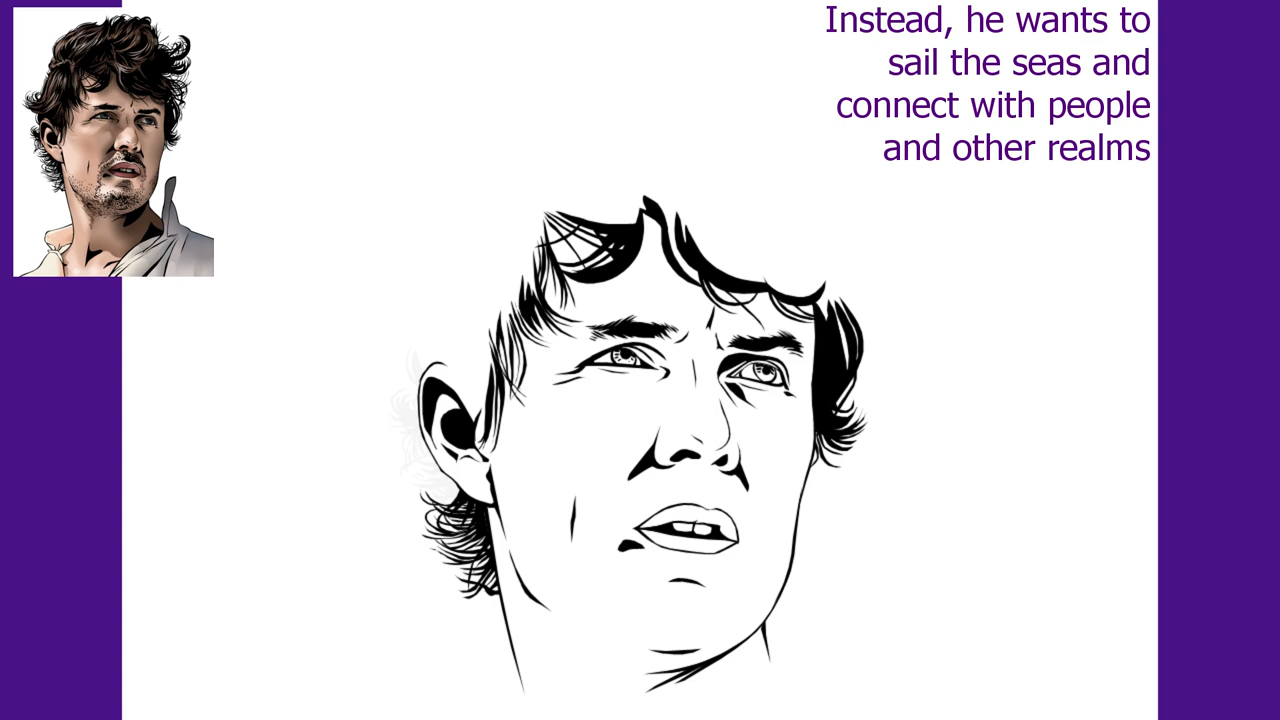 Instead, he wants to
sail the seas and
connect with people
and other realms